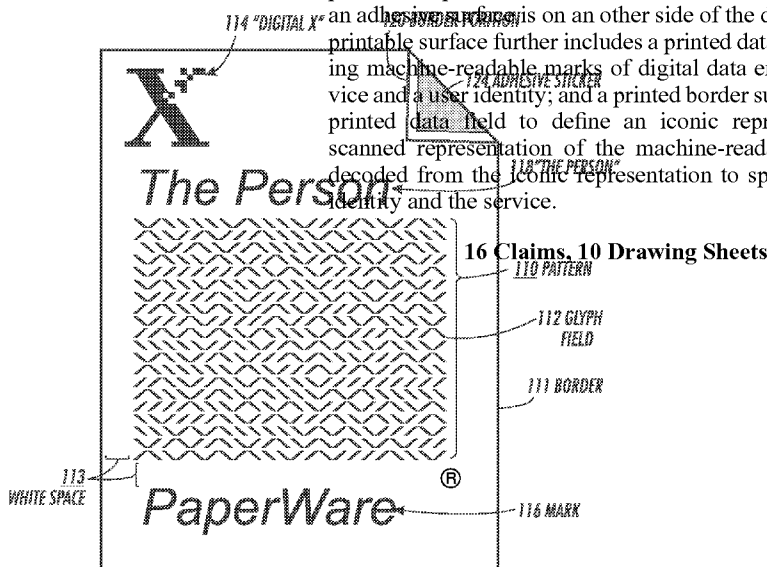 an adhesive surface is on an other side of the
114 "DIGITAL X"
printable surface further includes a printed dat
ing machine-readable marks of digital data
124 ADHESIVE STICKER
vice and a user identity; and a printed border su
printed data field to define an iconic repr
scanned representation of the machine-reada
118 "THE PERSON"
decoded from the iconic representation to sp
The Person
identity and the service.
16 Claims, 10 Drawing Sheets
110 PATTERN
112 GLYPH
FIELD
111 BORDER
113
WHITE SPACE
®
PaperWare
116 MARK